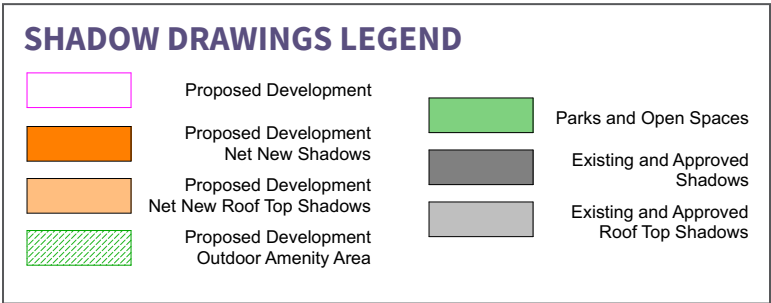 SHADOW DRAWINGS LEGEND
Proposed Development
Proposed Development
Net New Shadows
Proposed Development
Net New Roof Top Shadows
Proposed Development
Outdoor Amenity Area
Parks and Open Spaces
Existing and Approved
Shadows
Existing and Approved
Roof Top Shadows